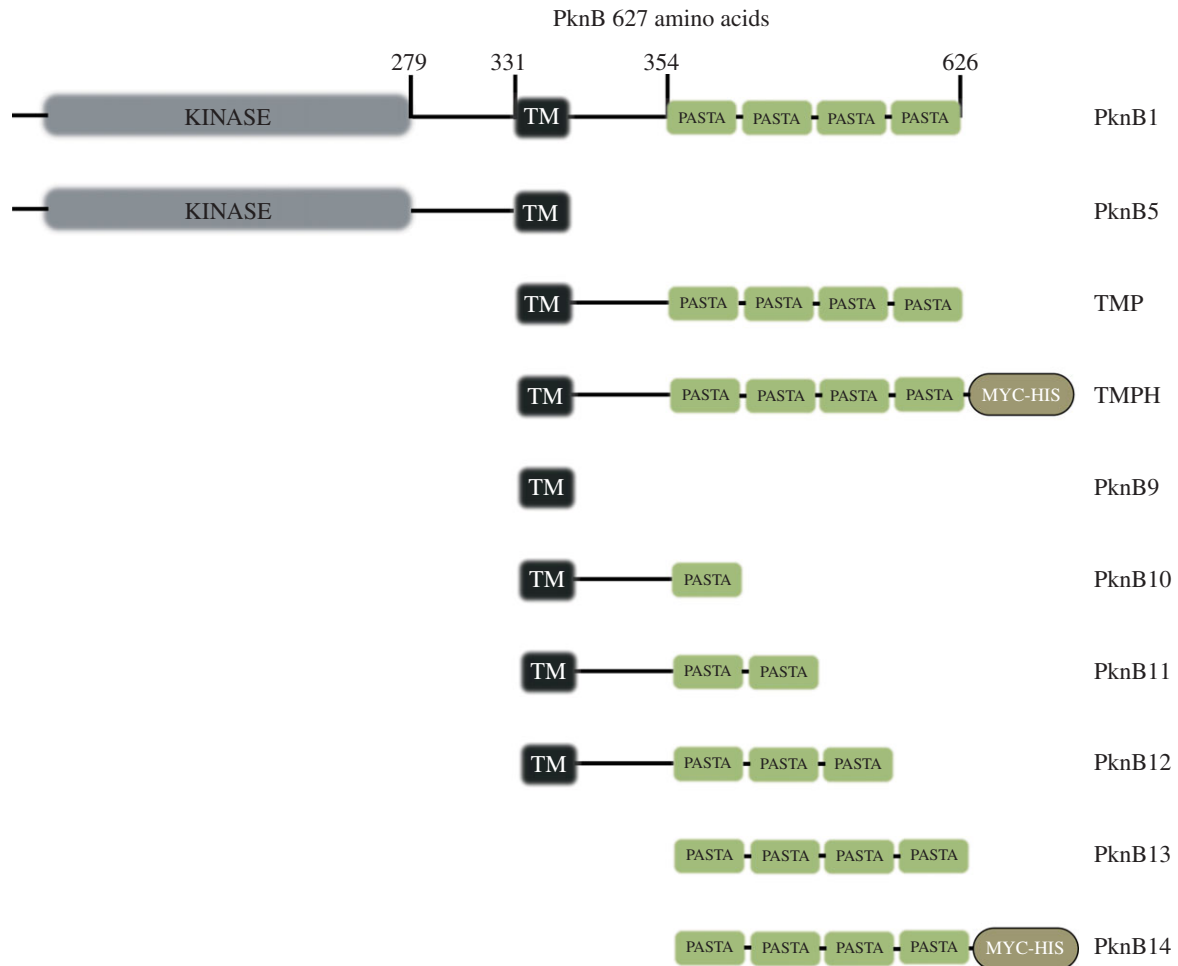 PknB 627 amino acids
279 331 354 626
KINASE TM PASTA PASTA PASTA PASTA PknB1
KINASE TM PknB5
TM PASTA PASTA PASTA PASTA TMP
TM PASTA PASTA PASTA PASTA MYC-HIS TMPH
TM PknB9
TM PASTA PknB10
TM PASTA PASTA PknB11
TM PASTA PASTA PASTA PknB12
PASTA PASTA PASTA PASTA PknB13
PASTA PASTA PASTA PASTA MYC-HIS PknB14